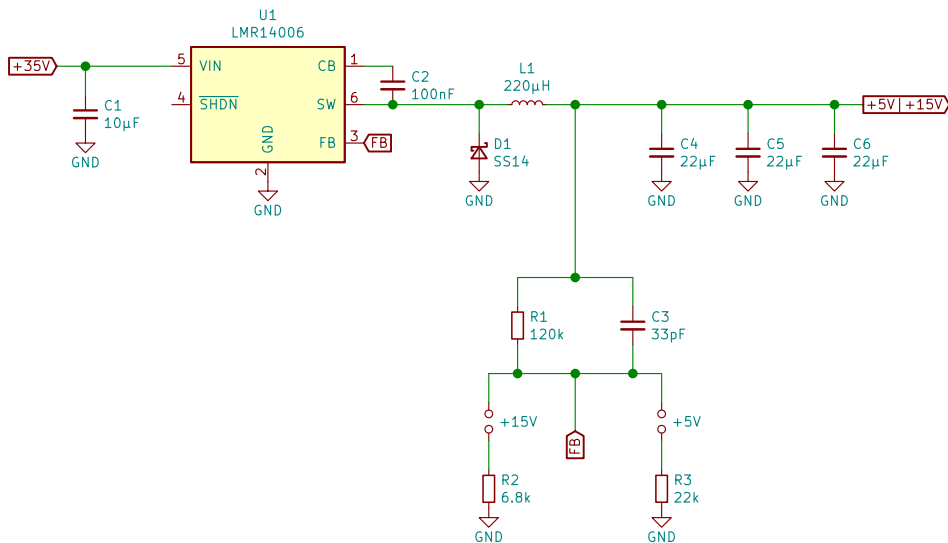 U1
LMR14006
+35V
5
VIN
CB
1
C2
100nF
4
SHDN
SW
6
L1
220µH
+5V|+15V
C1
10µF
GND
GND
FB
3
FB
2
GND
D1
SS14
GND
C4
22µF
GND
C5
22µF
GND
C6
22µF
GND
R1
120k
C3
33pF
+15V
FB
+5V
R2
6.8k
GND
R3
22k
GND